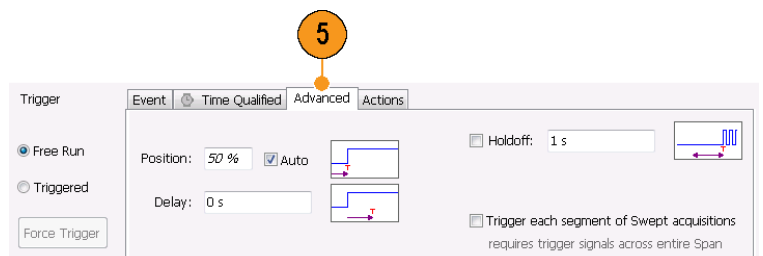 5
Trigger
Event Time Qualified Advanced Actions
Free Run
Triggered
Force Trigger
Position: 50 % Auto
T
Delay: 0 s
T
Holdoff: 1 s
T
Trigger each segment of Swept acquisitions
requires trigger signals across entire Span